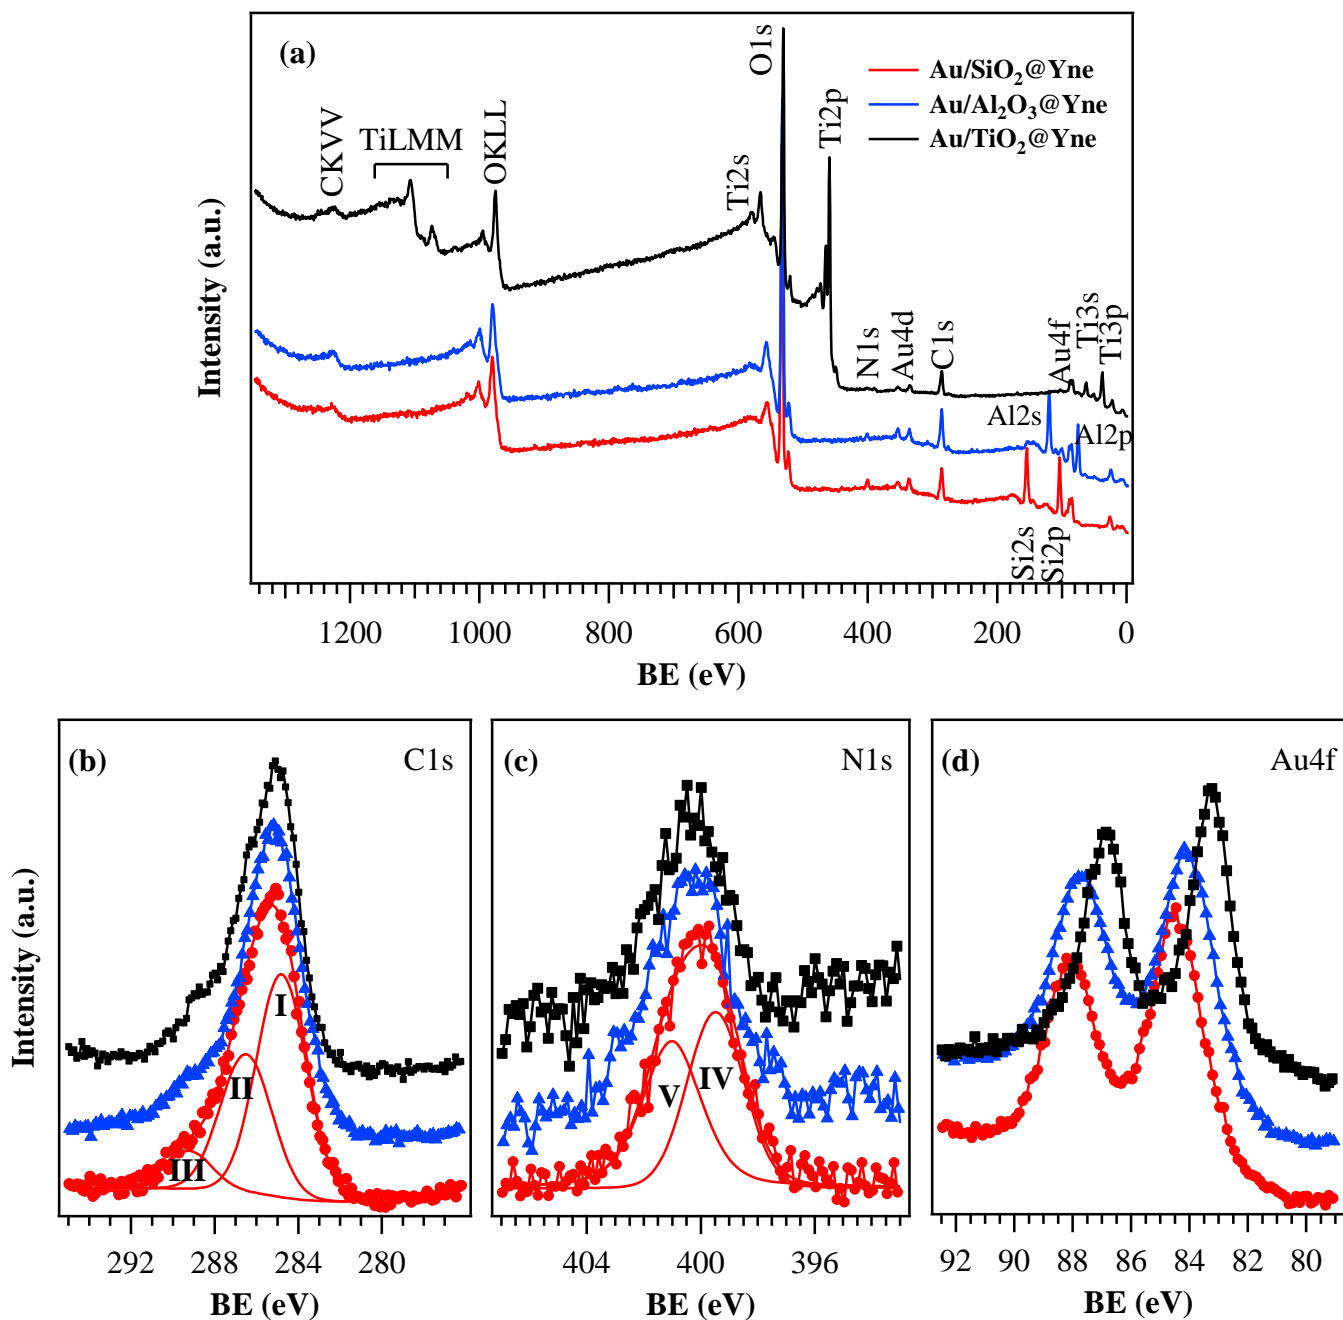 (a)
Au/SiO₂@Yne
Au/Al₂O₃@Yne
Au/TiO₂@Yne
CKVV
TiLMM
OKLL
Ti2s
O1s
Ti2p
N1s
Au4d
C1s
Au4f
Ti3s
Ti3p
Al2s
Al2p
Si2s
Si2p
Intensity (a.u.)
1200 1000 800 600 400 200 0
BE (eV)
(b) C1s
I
II
III
Intensity (a.u.)
292 288 284 280
BE (eV)
(c) N1s
IV
V
404 400 396
BE (eV)
(d) Au4f
92 90 88 86 84 82 80
BE (eV)